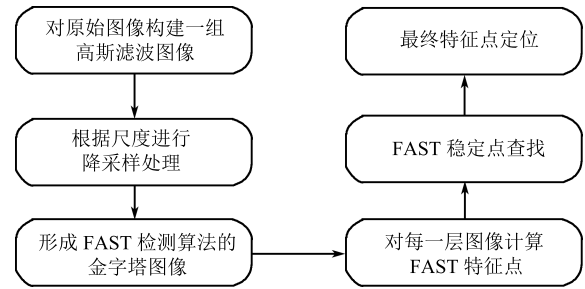 对原始图像构建一组
高斯滤波图像
根据尺度进行
降采样处理
形成 FAST 检测算法的
金字塔图像
对每一层图像计算
FAST 特征点
FAST 稳定点查找
最终特征点定位